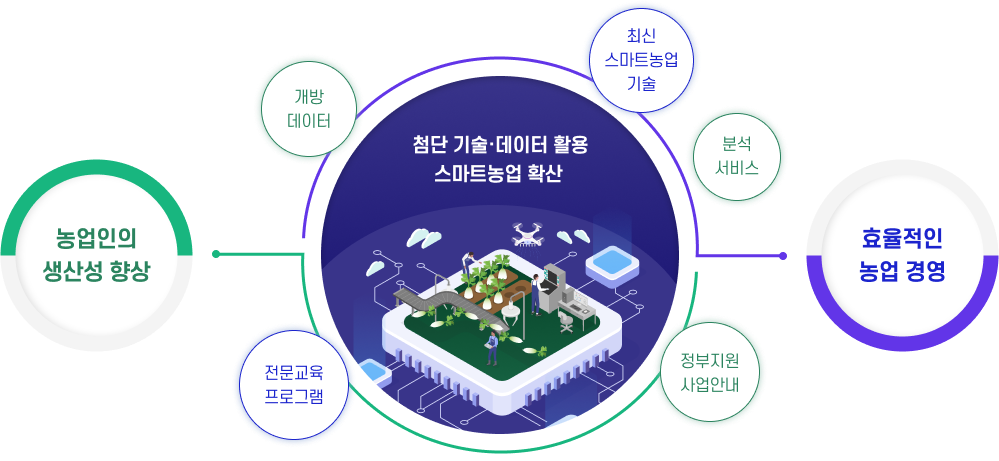 최신
스마트농업
기술
개방
데이터
분석
서비스
첨단 기술·데이터 활용
스마트농업 확산
농업인의
생산성 향상
효율적인
농업 경영
전문교육
프로그램
정부지원
사업안내